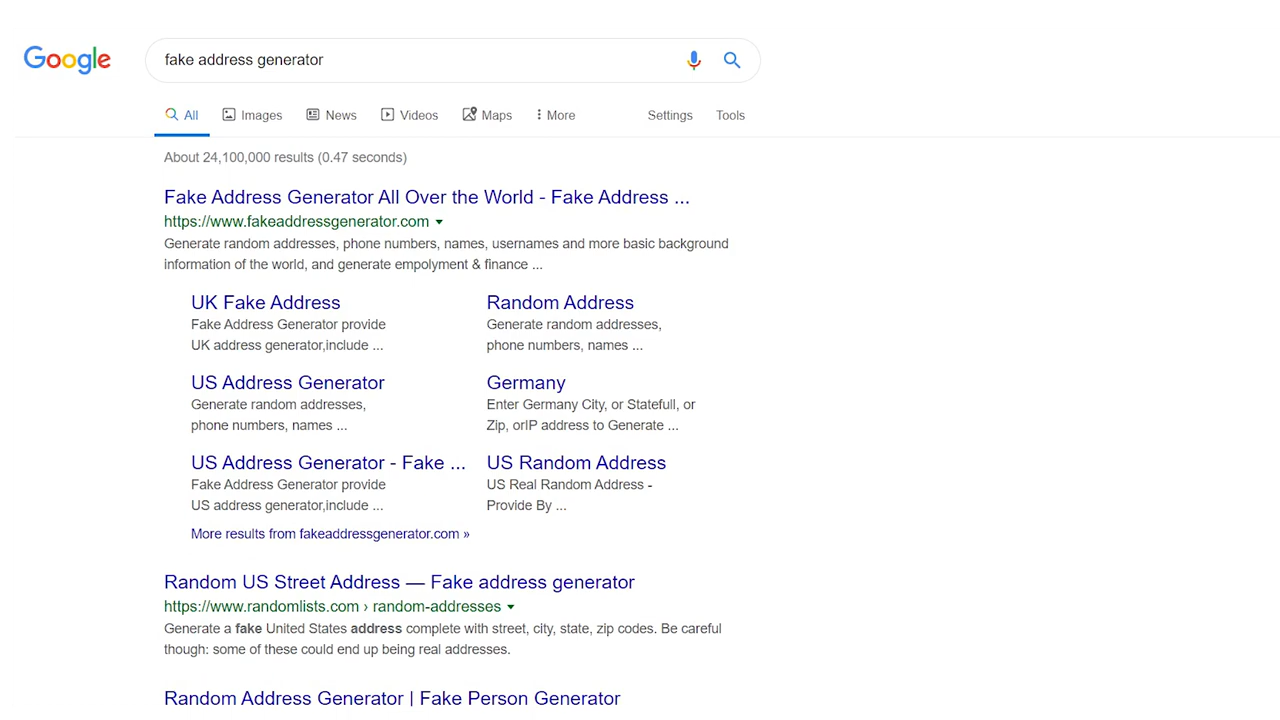 Google
fake address generator
All Images News Videos Maps More Settings Tools
About 24,100,000 results (0.47 seconds)
Fake Address Generator All Over the World - Fake Address ...
https://www.fakeaddressgenerator.com
Generate random addresses, phone numbers, names, usernames and more basic background
information of the world, and generate empolyment & finance ...
UK Fake Address
Fake Address Generator provide
UK address generator,include ...
Random Address
Generate random addresses,
phone numbers, names ...
US Address Generator
Generate random addresses,
phone numbers, names ...
Germany
Enter Germany City, or Statefull, or
Zip, orIP address to Generate ...
US Address Generator - Fake ...
Fake Address Generator provide
US address generator,include ...
US Random Address
US Real Random Address -
Provide By ...
More results from fakeaddressgenerator.com »
Random US Street Address — Fake address generator
https://www.randomlists.com › random-addresses
Generate a fake United States address complete with street, city, state, zip codes. Be careful
though: some of these could end up being real addresses.
Random Address Generator | Fake Person Generator